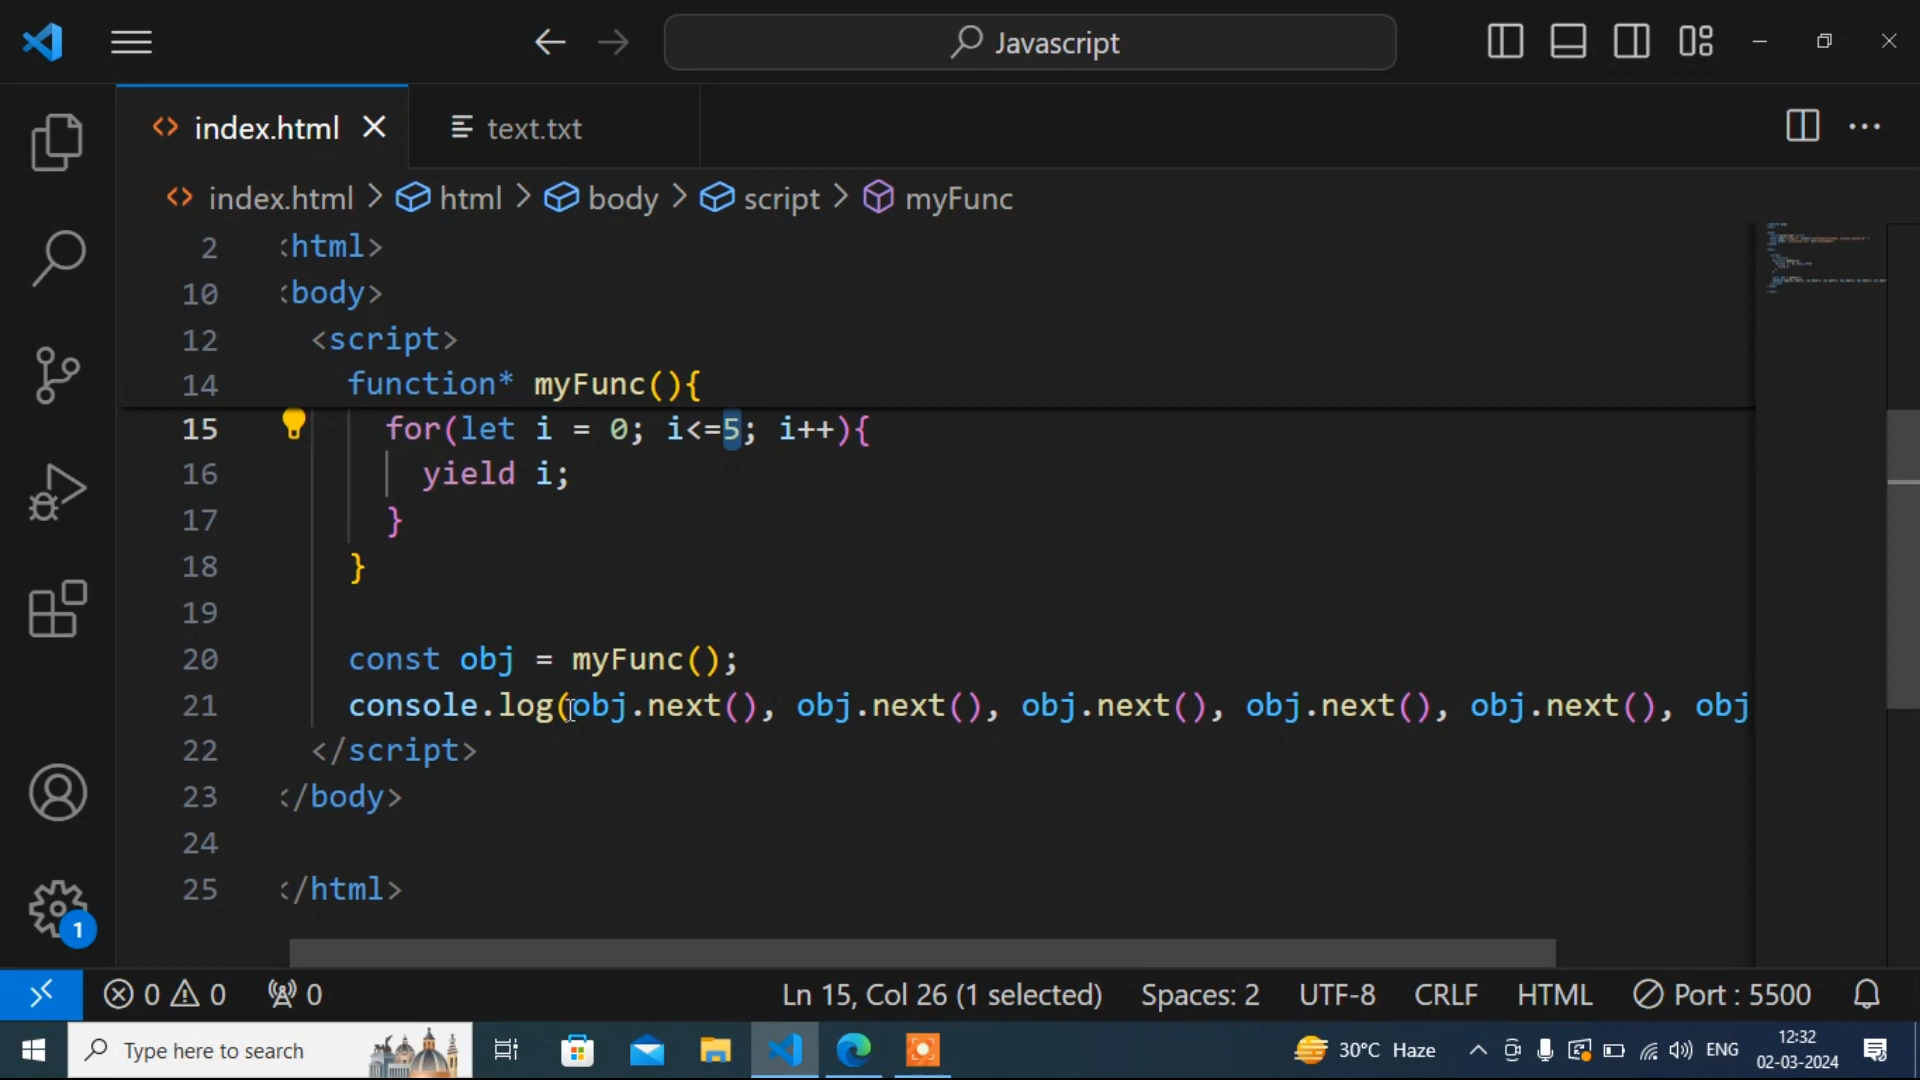 Javascript
index.html
text.txt
index.html > html > body > script > myFunc
2 <html>
10 <body>
12 <script>
14 function* myFunc(){
15 for(let i = 0; i<=5; i++){
16 yield i;
17 }
18 }
19
20 const obj = myFunc();
21 console.log(obj.next(), obj.next(), obj.next(), obj.next(), obj.next(), obj
22 </script>
23 </body>
24
25 </html>
1
0 0 0 Ln 15, Col 26 (1 selected) Spaces: 2 UTF-8 CRLF HTML Port : 5500
Type here to search 30°C Haze ENG 12:32
02-03-2024